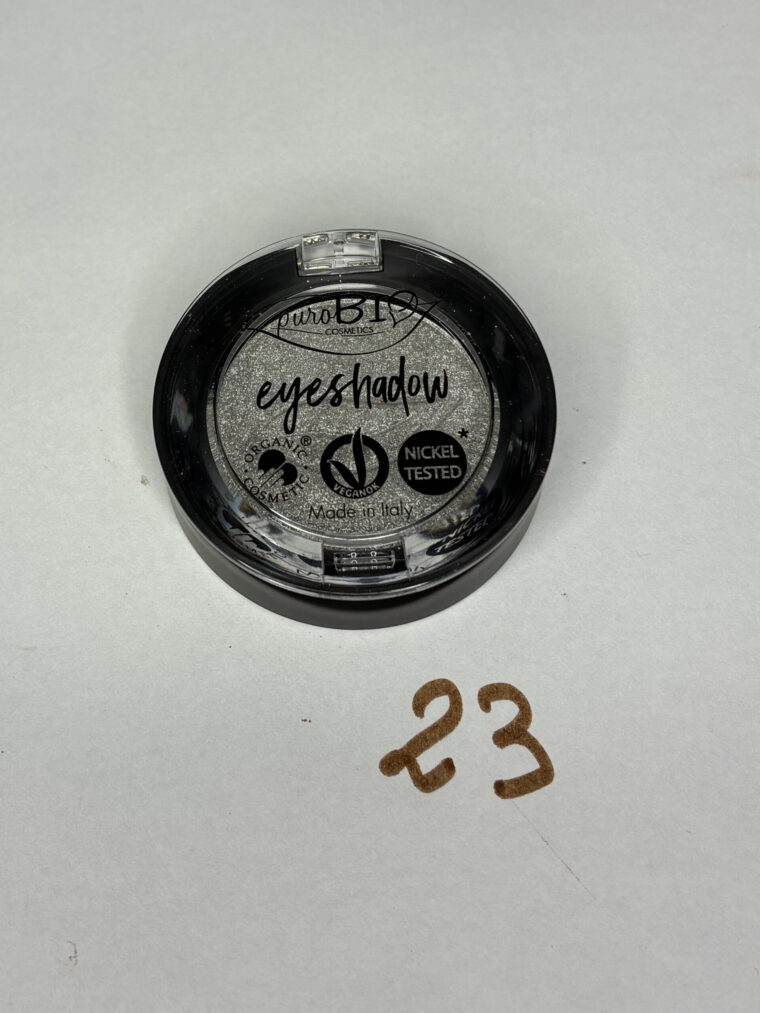 puroBIO
COSMETICS
eyeshadow
ORGANIC®
COSMETIC
VEGANOK
NICKEL
TESTED*
Made in Italy
23